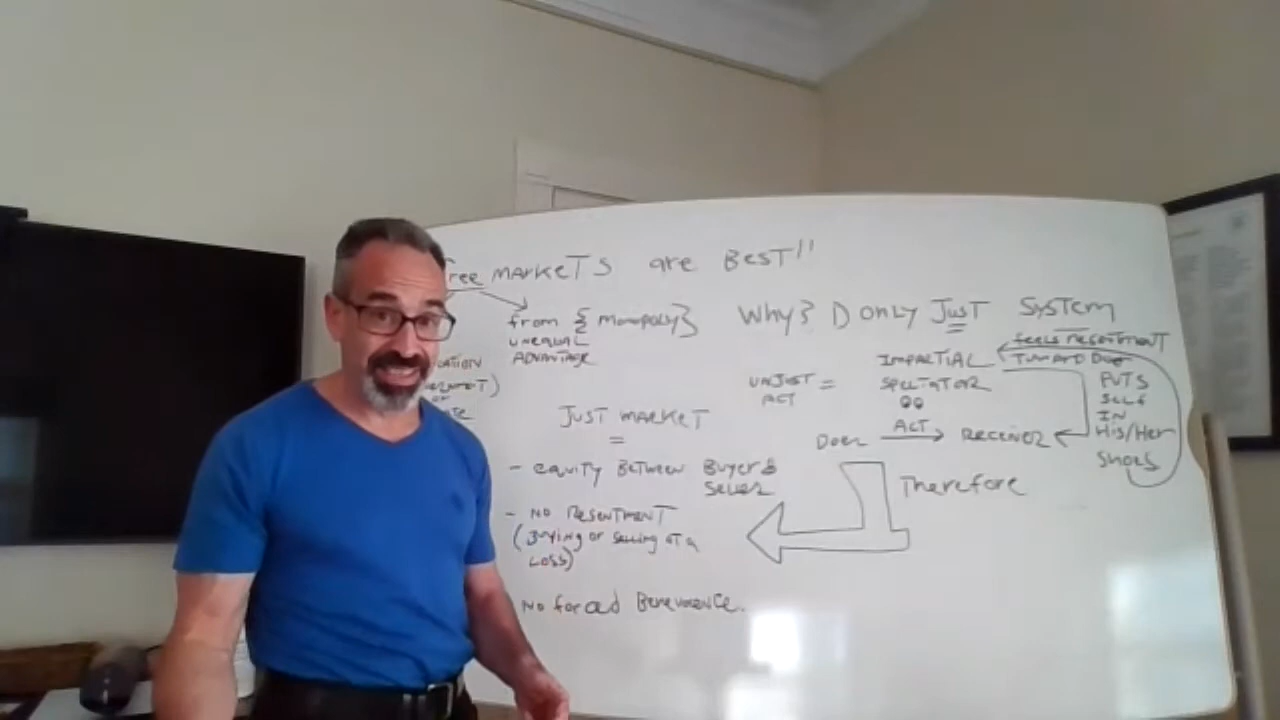 Free MARKETS are BEST"
from {Monopoly}
UNEQUAL
ADVANTAGE
JUST MARKET
=
- EQUITY BETWEEN Buyer &
Seller
- NO RESENTMENT
(Buying or selling at a
LOSS)
NO forced Benevolence.
Why? 1) only Just System
feels resentment
IMPARTIAL
TOWARD Doer
UNJUST =
ACT
SPECTATOR
PUTS
Self
IN
His/Her
SHOES
Doer
ACT
Receiver
Therefore